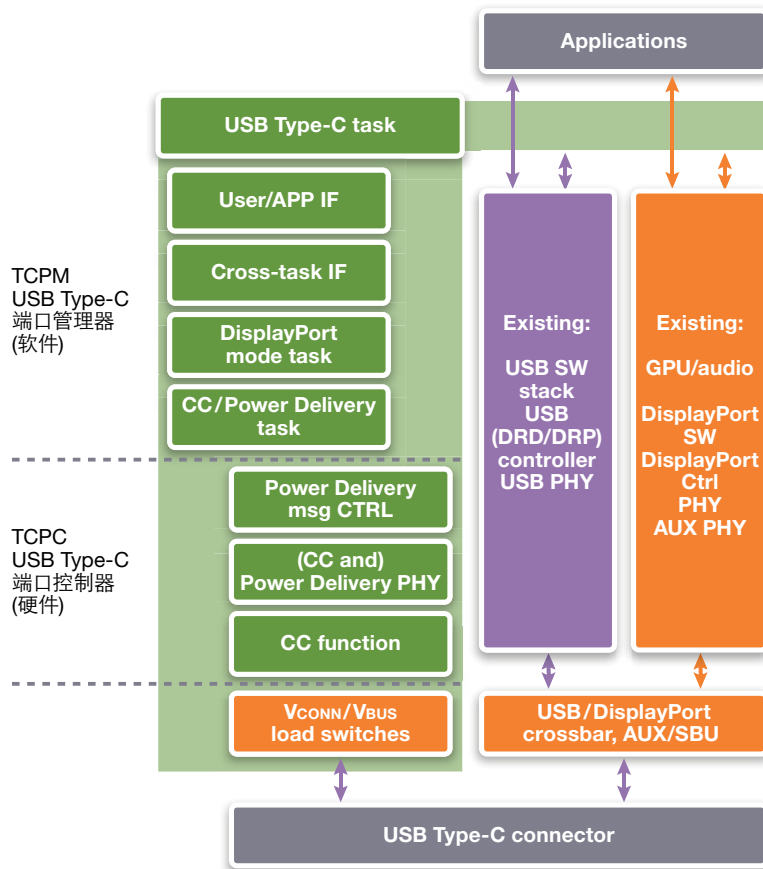 Applications
USB Type-C task
User/APP IF
Cross-task IF
DisplayPort
mode task
CC/Power Delivery
task
TCPM
USB Type-C
端口管理器
(软件)
Power Delivery
msg CTRL
(CC and)
Power Delivery PHY
CC function
TCPC
USB Type-C
端口控制器
(硬件)
Existing:
USB SW
stack
USB
(DRD/DRP)
controller
USB PHY
Existing:
GPU/audio
DisplayPort
SW
DisplayPort
Ctrl
PHY
AUX PHY
VCONN/VBUS
load switches
USB/DisplayPort
crossbar, AUX/SBU
USB Type-C connector